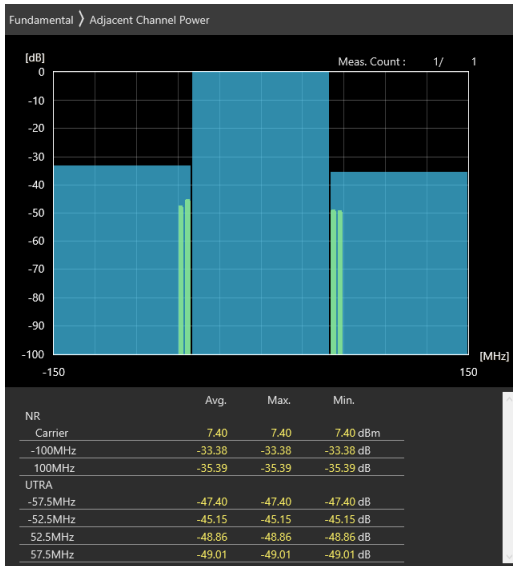 Fundamental 〉 Adjacent Channel Power
[dB] Meas. Count : 1/ 1
0
-10
-20
-30
-40
-50
-60
-70
-80
-90
-100 [MHz]
-150 150
Avg. Max. Min.
NR
Carrier 7.40 7.40 7.40 dBm
-100MHz -33.38 -33.38 -33.38 dB
100MHz -35.39 -35.39 -35.39 dB
UTRA
-57.5MHz -47.40 -47.40 -47.40 dB
-52.5MHz -45.15 -45.15 -45.15 dB
52.5MHz -48.86 -48.86 -48.86 dB
57.5MHz -49.01 -49.01 -49.01 dB